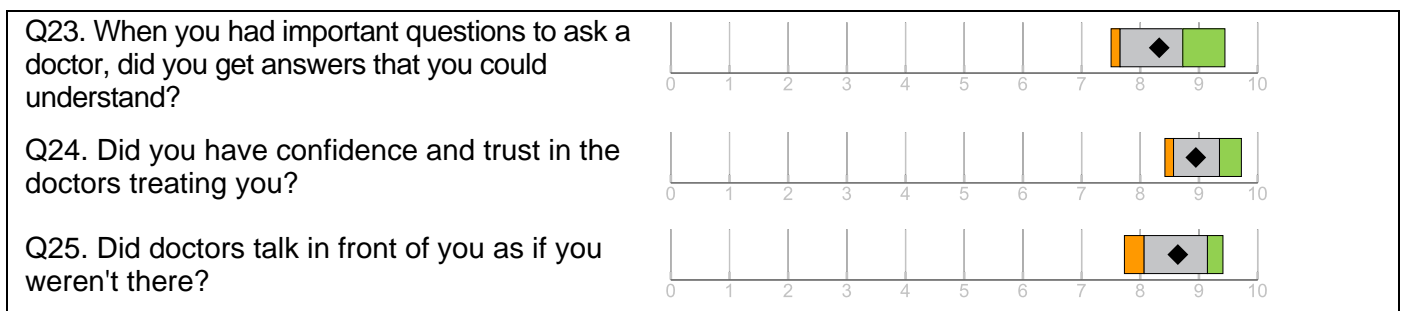 Q23. When you had important questions to ask a
doctor, did you get answers that you could
understand?
0 1 2 3 4 5 6 7 8 9 10
Q24. Did you have confidence and trust in the
doctors treating you?
0 1 2 3 4 5 6 7 8 9 10
Q25. Did doctors talk in front of you as if you
weren't there?
0 1 2 3 4 5 6 7 8 9 10